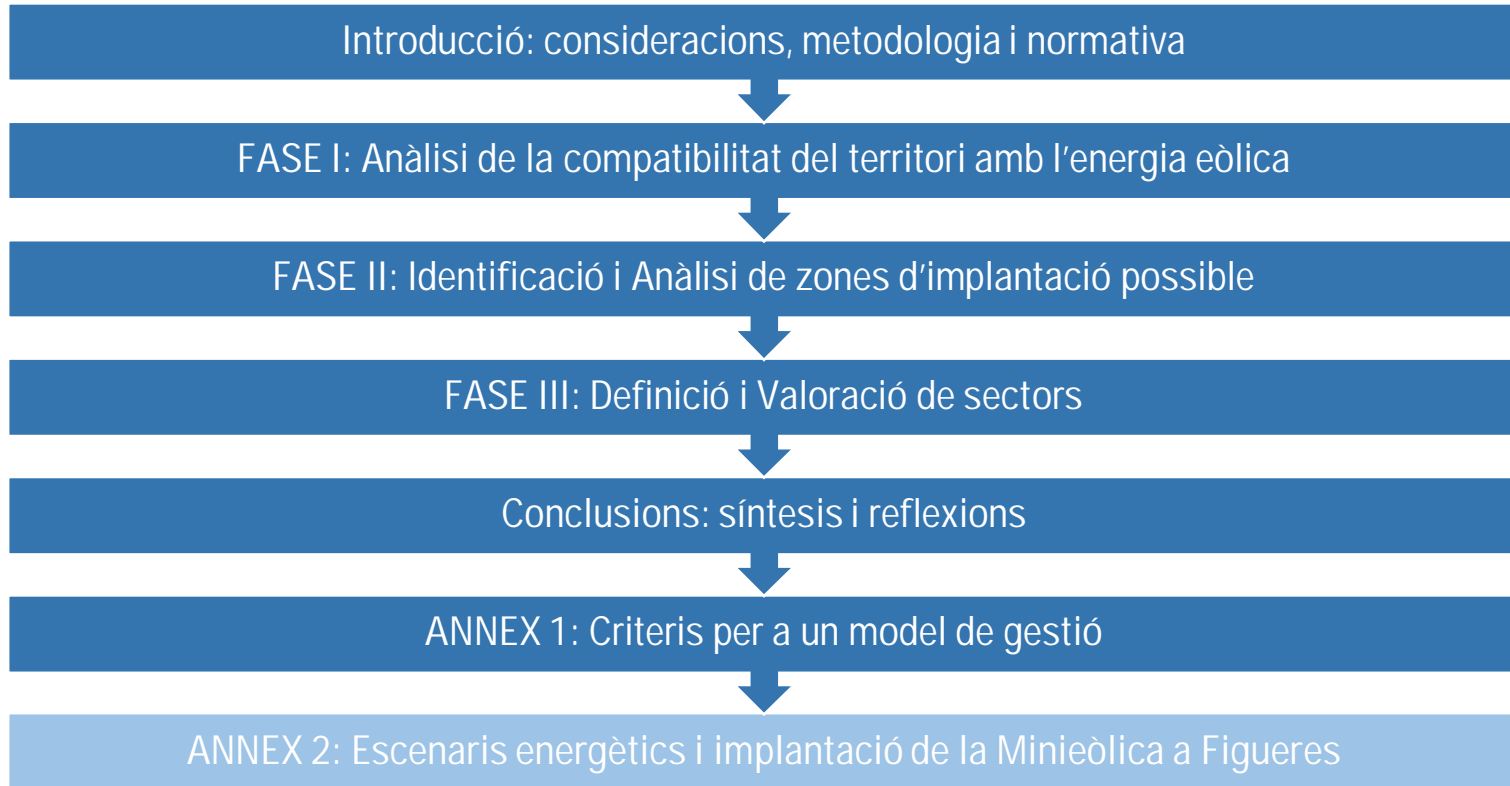 Introducció: consideracions, metodologia i normativa
FASE I: Anàlisi de la compatibilitat del territori amb l’energia eòlica
FASE II: Identificació i Anàlisi de zones d’implantació possible
FASE III: Definició i Valoració de sectors
Conclusions: síntesis i reflexions
ANNEX 1: Criteris per a un model de gestió
ANNEX 2: Escenaris energètics i implantació de la Minieòlica a Figueres